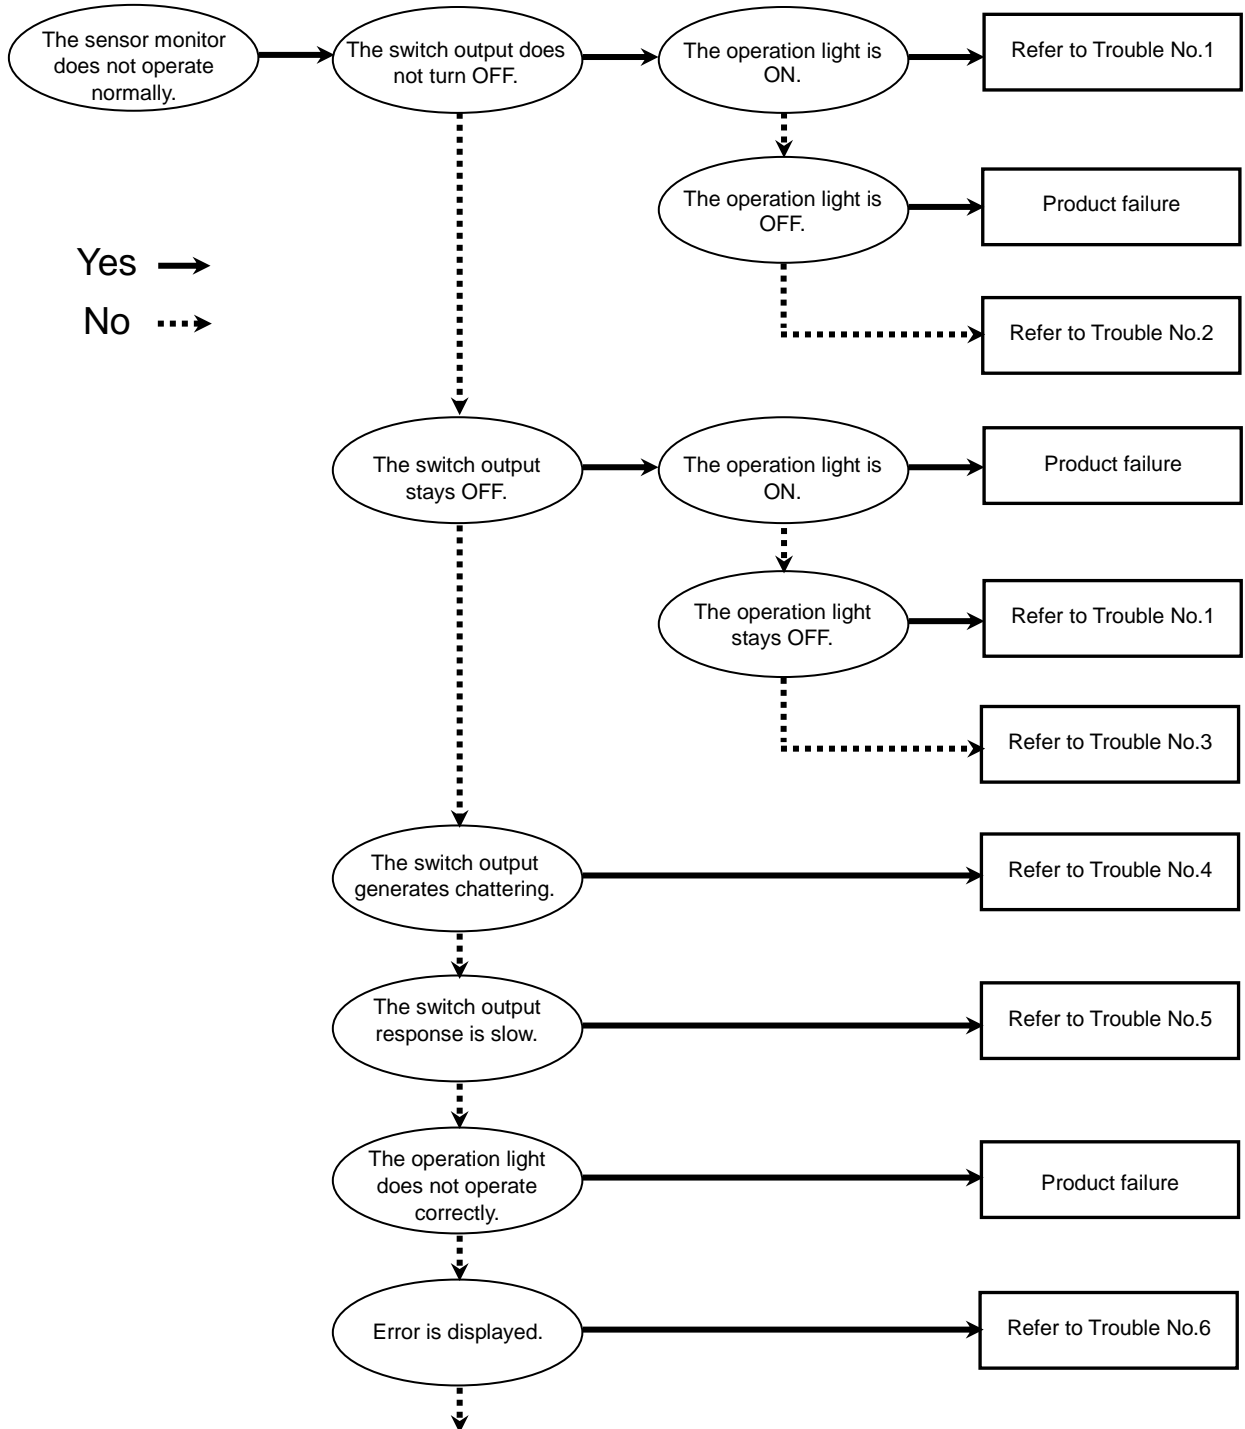 The sensor monitor
does not operate
normally.
The switch output does
not turn OFF.
The operation light is
ON.
Refer to Trouble No.1
The operation light is
OFF.
Product failure
Yes
No
Refer to Trouble No.2
The switch output
stays OFF.
The operation light is
ON.
Product failure
The operation light
stays OFF.
Refer to Trouble No.1
Refer to Trouble No.3
The switch output
generates chattering.
Refer to Trouble No.4
The switch output
response is slow.
Refer to Trouble No.5
The operation light
does not operate
correctly.
Product failure
Error is displayed.
Refer to Trouble No.6